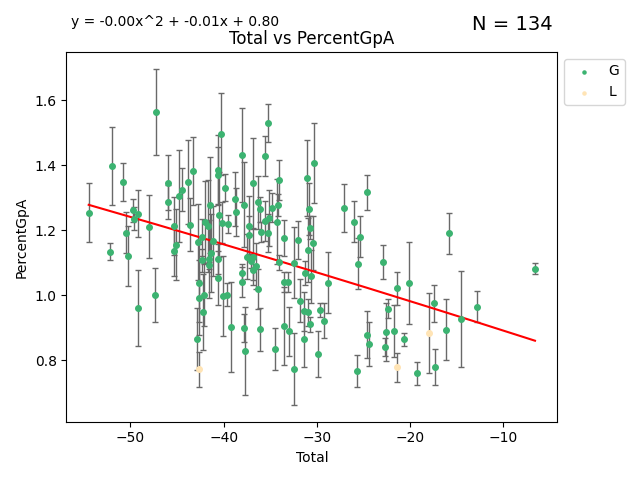 y = -0.00x^2 + -0.01x + 0.80
N = 134
Total vs PercentGpA
G
L
PercentGpA
1.6
1.4
1.2
1.0
0.8
−50
−40
−30
−20
−10
Total